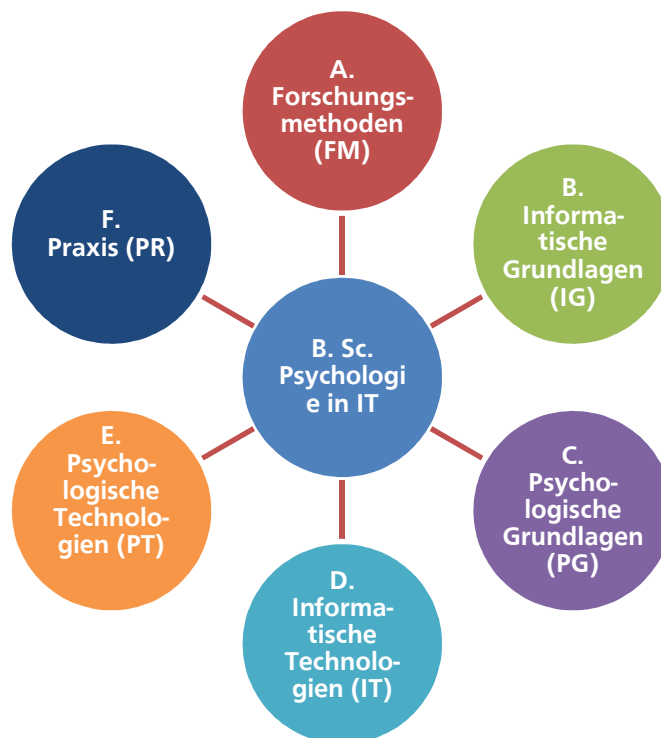 A.
Forschungs-
methoden
(FM)
B.
Informa-
tische
Grundlagen
(IG)
C.
Psycho-
logische
Grundlagen
(PG)
D.
Informa-
tische
Technolo-
gien (IT)
E.
Psycho-
logische
Technolo-
gien (PT)
F.
Praxis (PR)
B. Sc.
Psychologi
e in IT